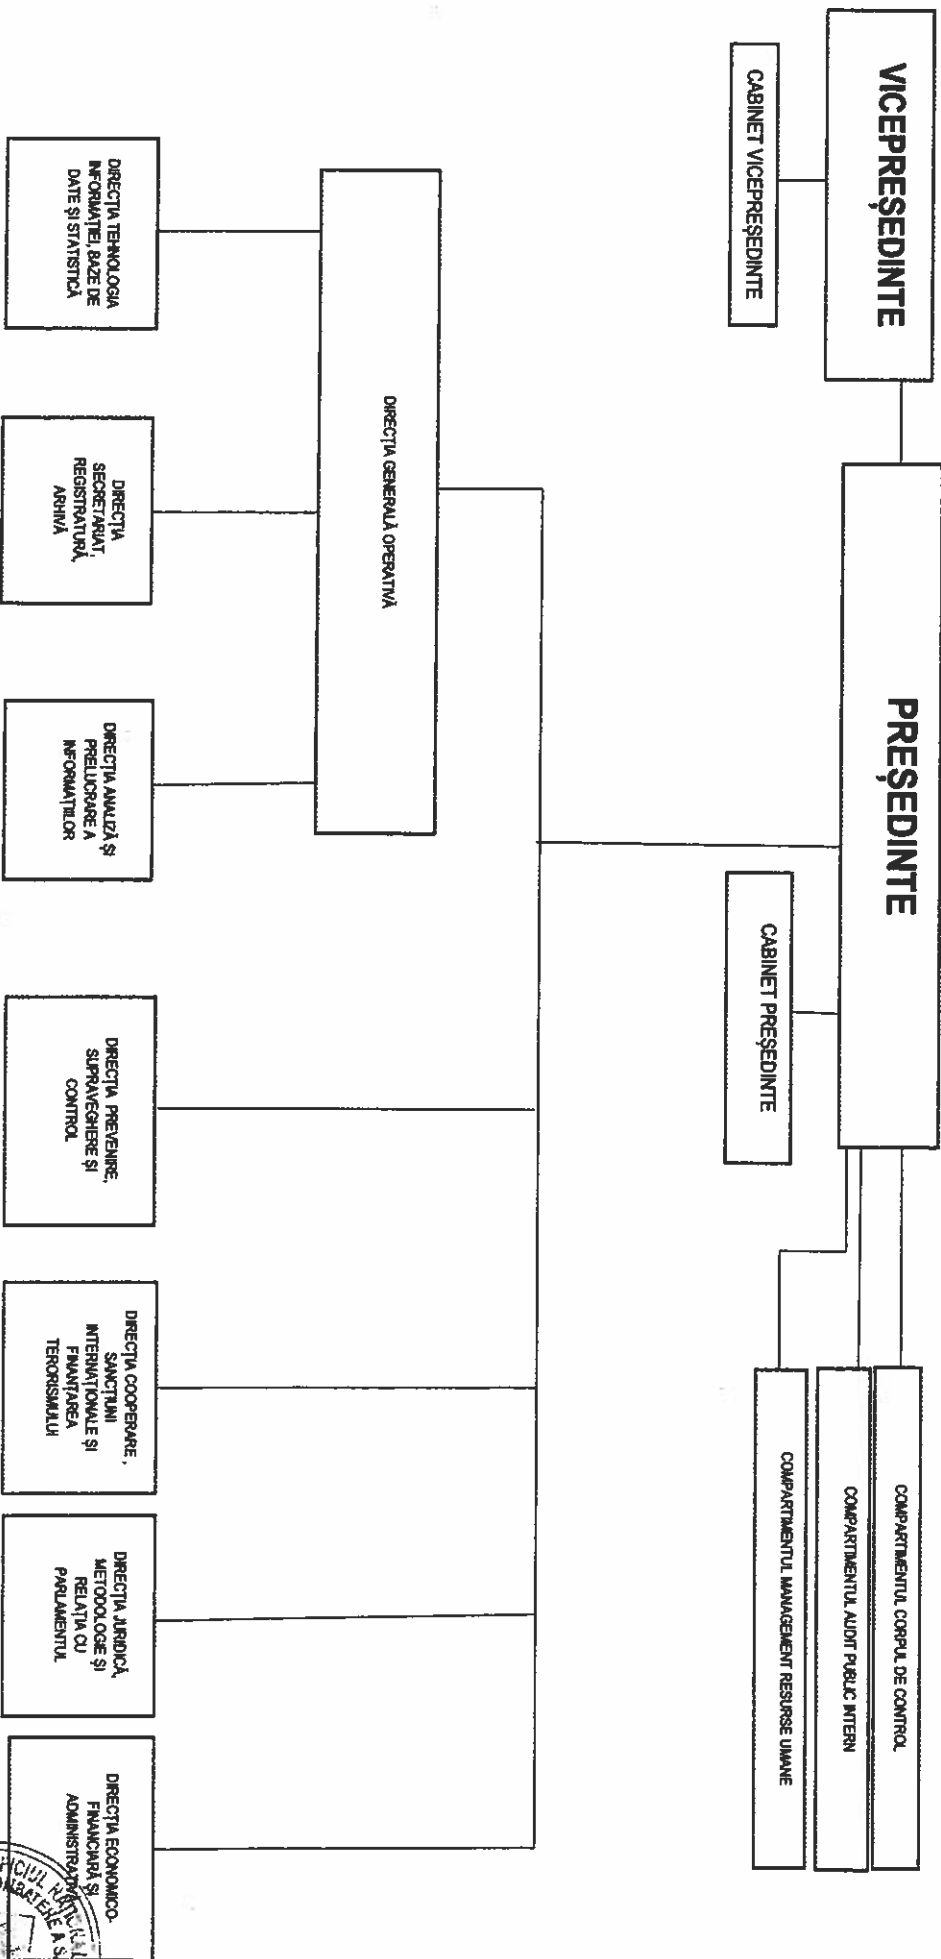 VICEPREȘEDINTE
PREȘEDINTE
CABINET VICEPREȘEDINTE
CABINET PREȘEDINTE
COMPARTIMENTUL CORPUL DE CONTROL
COMPARTIMENTUL AUDIT PUBLIC INTERN
COMPARTIMENTUL MANAGEMENT RESURSE UMANE
DIRECȚIA GENERALĂ OPERATIVĂ
DIRECȚIA TEHNOLOGIA
INFORMAȚIEI, BAZE DE
DATE ȘI STATISTICĂ
DIRECȚIA
SECRETARIAT,
REGISTRATURĂ,
ARHIVĂ
DIRECȚIA ANALIZĂ ȘI
PRELUCRARE A
INFORMAȚIILOR
DIRECȚIA PREVENIRE,
SUPRAVEGHERE ȘI
CONTROL
DIRECȚIA COOPERARE ,
SANCȚIUNI
INTERNAȚIONALE ȘI
FINANȚAREA
TERORISMULUI
DIRECȚIA JURIDICĂ,
METODOLOGIE ȘI
RELAȚIA CU
PARLAMENTUL
DIRECȚIA ECONOMICO-
FINANCIARĂ ȘI
ADMINISTRATIVĂ